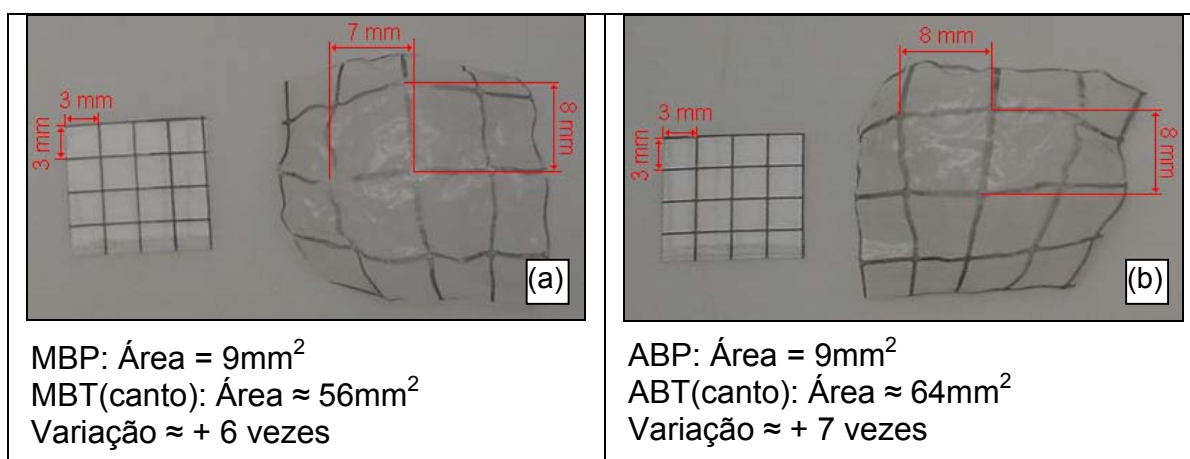 7 mm
3 mm
3 mm
8 mm
(a)
MBP: Área = 9mm²
MBT(canto): Área ≈ 56mm²
Variação ≈ + 6 vezes
8 mm
3 mm
3 mm
8 mm
(b)
ABP: Área = 9mm²
ABT(canto): Área ≈ 64mm²
Variação ≈ + 7 vezes